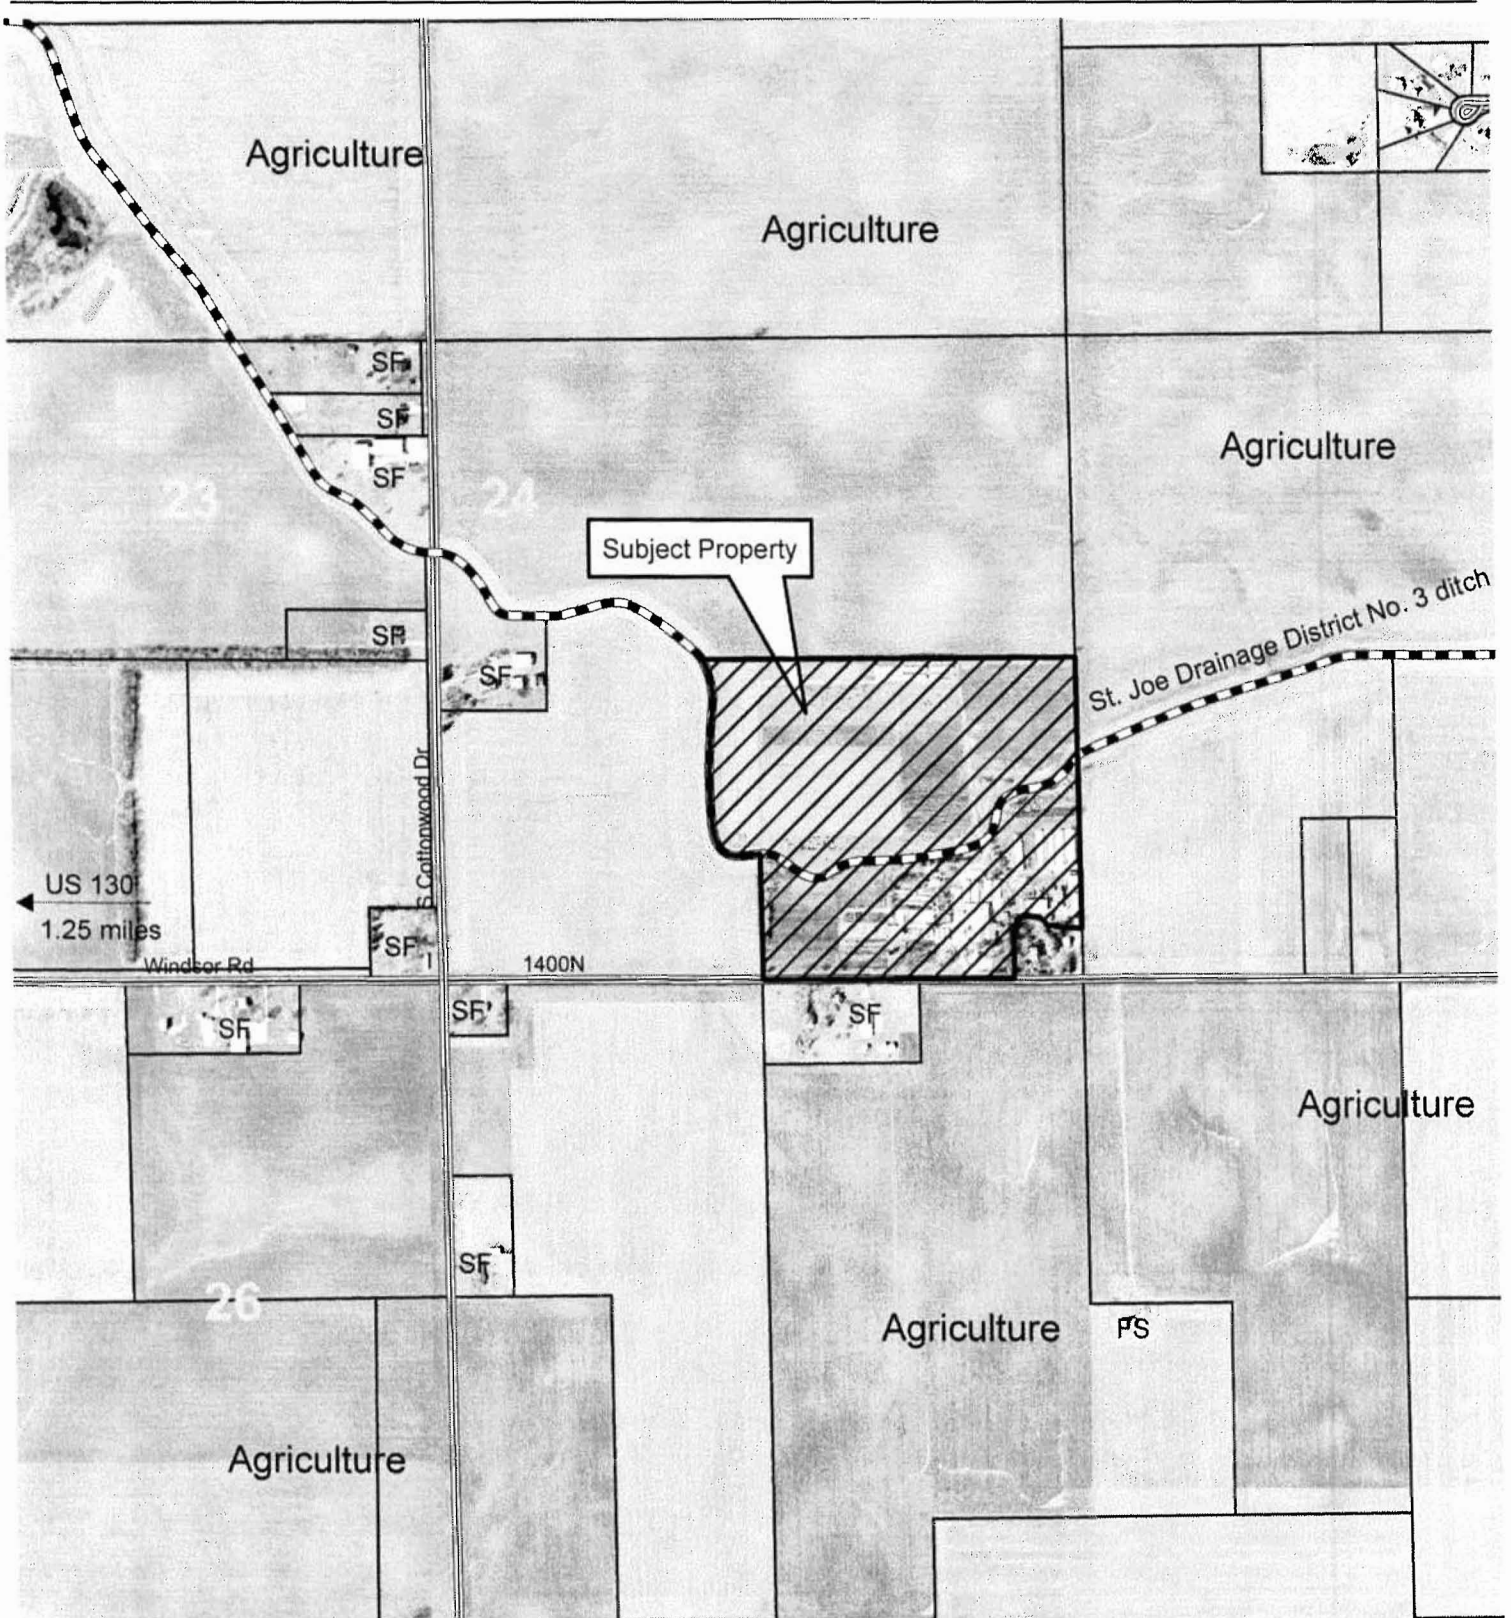 Agriculture
Agriculture
SF
SF
SF
Agriculture
23
24
Subject Property
St. Joe Drainage District No. 3 ditch
SF
SF
S Cottonwood Dr
US 130
1.25 miles
SF
Windsor Rd
1400N
SF
SF
SF
Agriculture
SF
26
Agriculture
Agriculture